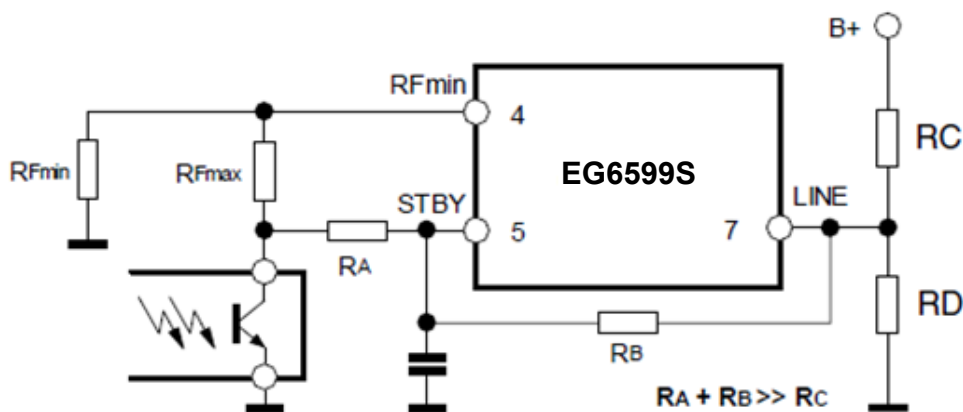 B+
RFmin
4
RFmin
RFmax
EG6599S
RC
STBY
LINE
5
7
RA
RB
RD
RA + RB >> RC